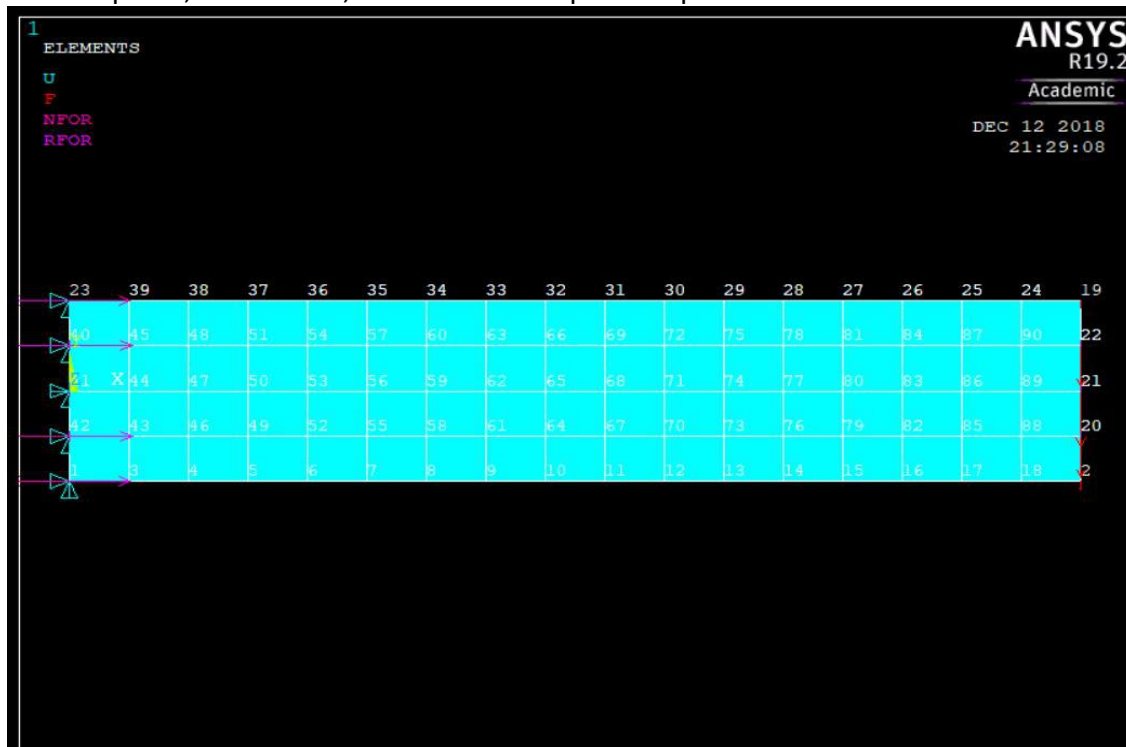 1
ELEMENTS
U
F
NFOR
RFOR
ANSYS
R19.2
Academic
DEC 12 2018
21:29:08
23 39 38 37 36 35 34 33 32 31 30 29 28 27 26 25 24 19
40 45 48 51 54 57 60 63 66 69 72 75 78 81 84 87 90 22
X 44 47 50 53 56 59 62 65 68 71 74 77 80 83 86 89 21
42 43 46 49 52 55 58 61 64 67 70 73 76 79 82 85 88 20
1 3 4 5 6 7 8 9 10 11 12 13 14 15 16 17 18 2